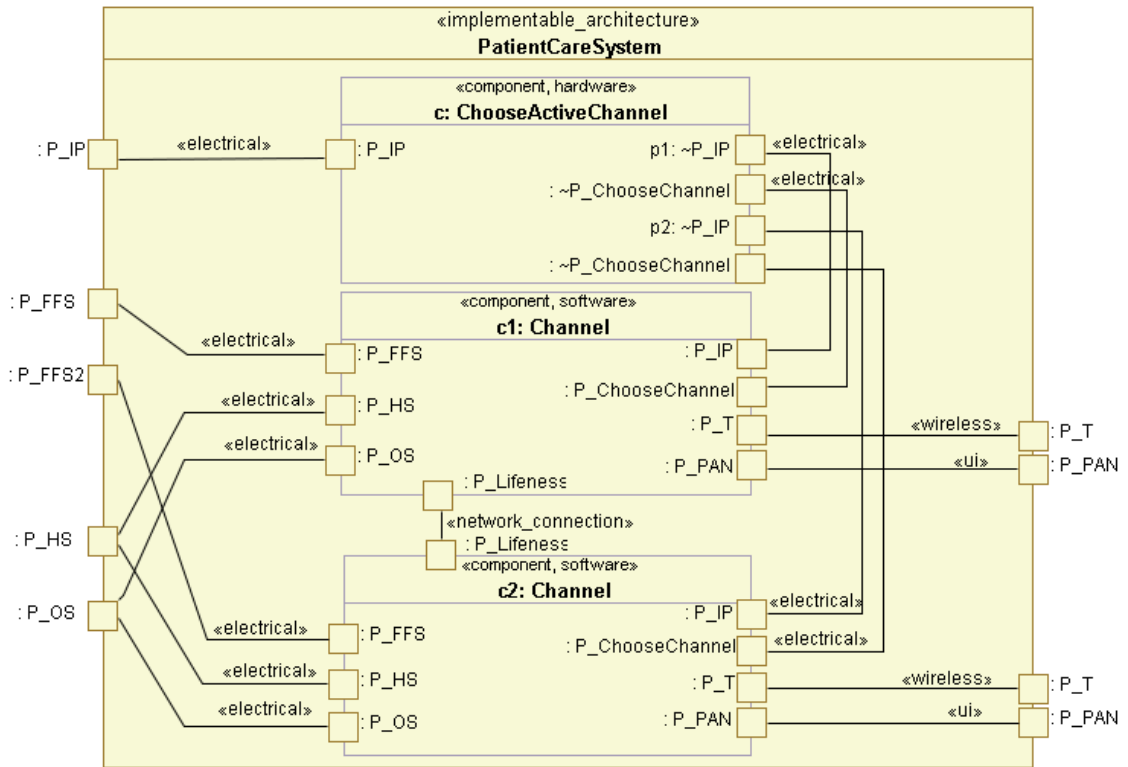 «implementable_architecture»
PatientCareSystem
«component, hardware»
c: ChooseActiveChannel
: P_IP
«electrical»
: P_IP
p1: ~P_IP
«electrical»
: ~P_ChooseChannel
«electrical»
p2: ~P_IP
: ~P_ChooseChannel
«component, software»
c1: Channel
: P_FFS
«electrical»
: P_FFS
: P_IP
: P_FFS2
: P_ChooseChannel
«electrical»
: P_HS
: P_T
«wireless»
: P_T
«electrical»
: P_OS
: P_PAN
«ui»
: P_PAN
: P_Lifeness
«network_connection»
: P_HS
: P_Lifeness
«component, software»
c2: Channel
: P_OS
: P_IP
«electrical»
«electrical»
: P_FFS
: P_ChooseChannel
«electrical»
«electrical»
: P_HS
: P_T
«wireless»
: P_T
«electrical»
: P_OS
: P_PAN
«ui»
: P_PAN